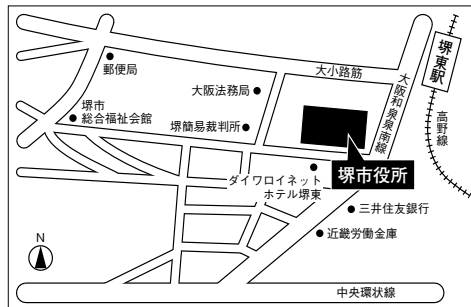 郵便局
大小路筋
大阪和泉泉南線
堺東駅
高野線
大阪法務局
堺市
総合福祉会館
堺簡易裁判所
堺市役所
ダイワロイネット
ホテル堺東
三井住友銀行
近畿労働金庫
N
中央環状線